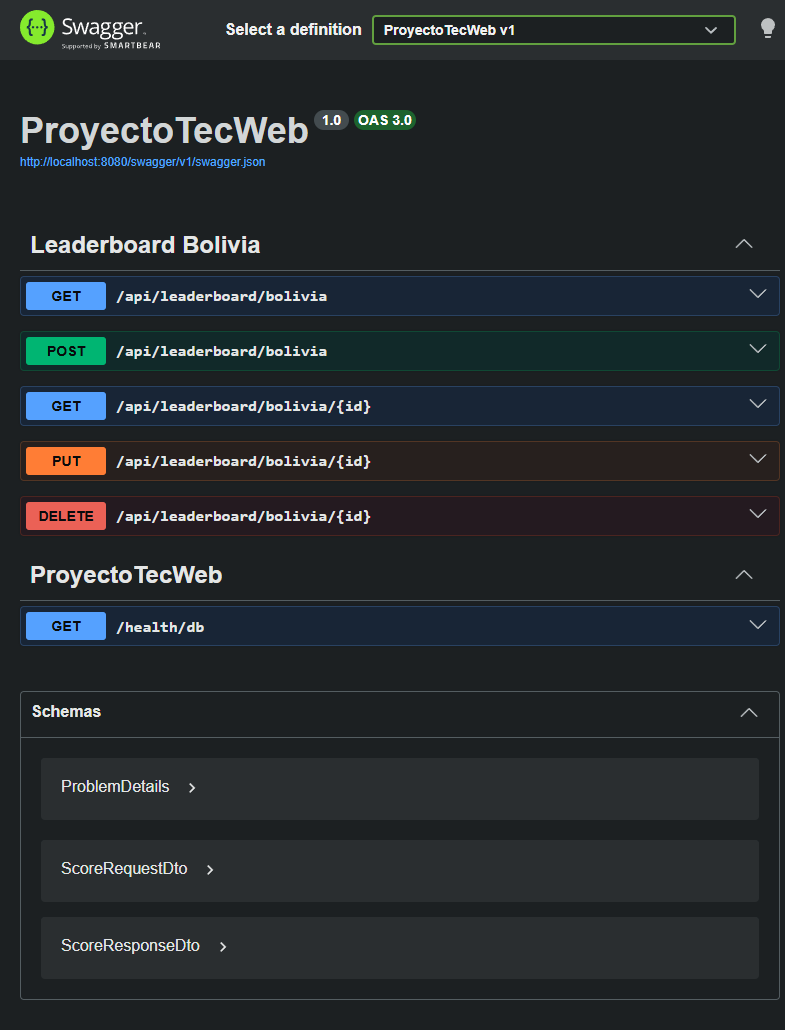 Swagger
Supported by SMARTBEAR
Select a definition
ProyectoTecWeb v1
ProyectoTecWeb 1.0 OAS 3.0
http://localhost:8080/swagger/v1/swagger.json
Leaderboard Bolivia
GET /api/leaderboard/bolivia
POST /api/leaderboard/bolivia
GET /api/leaderboard/bolivia/{id}
PUT /api/leaderboard/bolivia/{id}
DELETE /api/leaderboard/bolivia/{id}
ProyectoTecWeb
GET /health/db
Schemas
ProblemDetails
ScoreRequestDto
ScoreResponseDto